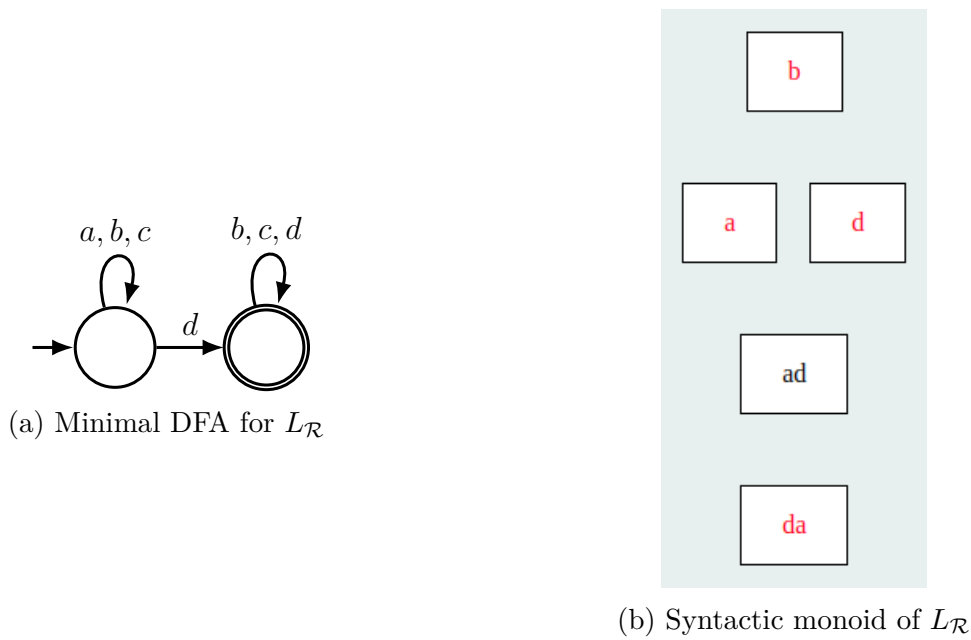 b
a
d
a, b, c
b, c, d
d
ad
(a) Minimal DFA for L_ℛ
da
(b) Syntactic monoid of L_ℛ